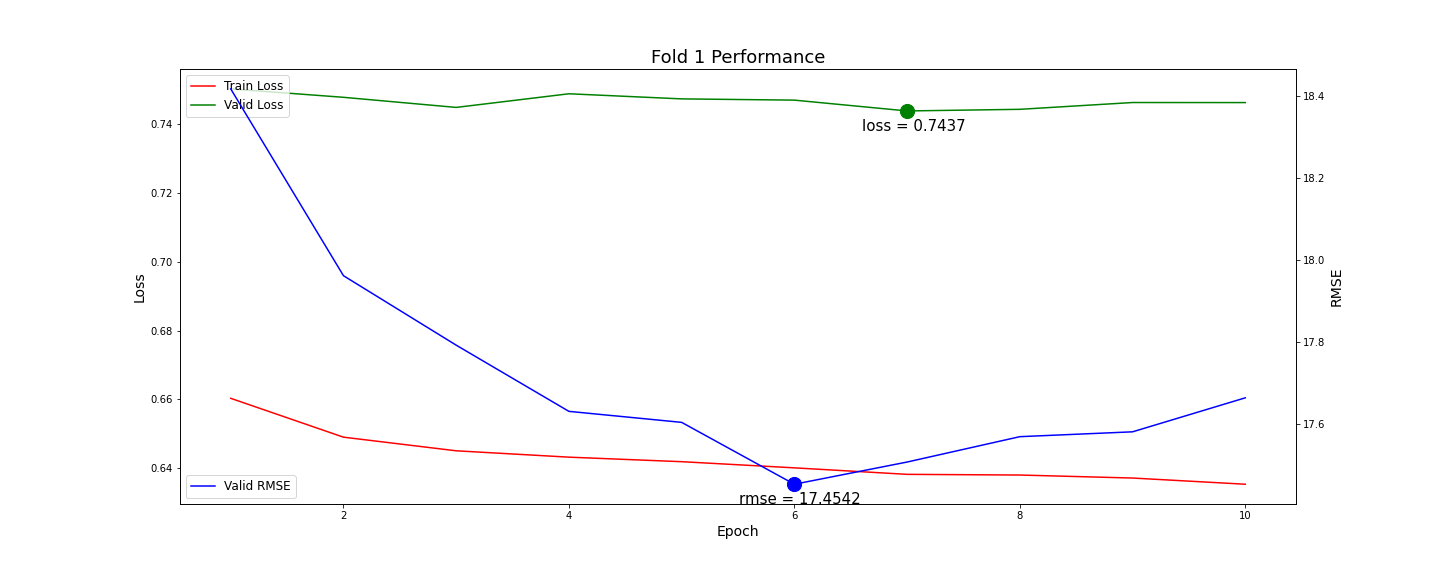 Fold 1 Performance
Train Loss
Valid Loss
Valid RMSE
loss = 0.7437
rmse = 17.4542
Loss
0.74
0.72
0.70
0.68
0.66
0.64
RMSE
18.4
18.2
18.0
17.8
17.6
2
4
6
8
10
Epoch